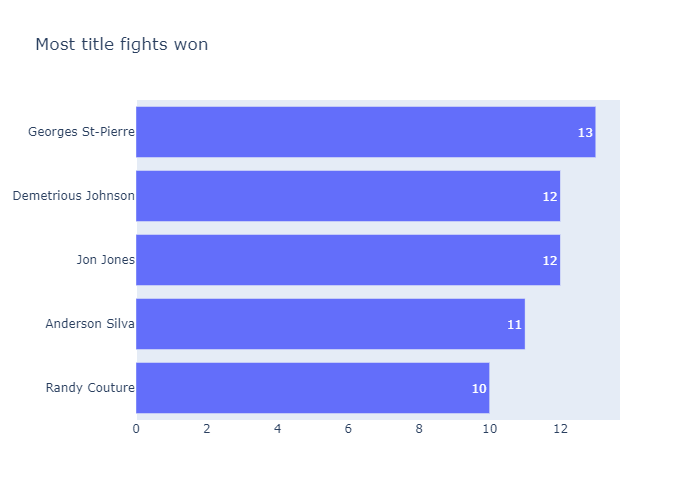 Most title fights won
Georges St-Pierre 13
Demetrious Johnson 12
Jon Jones 12
Anderson Silva 11
Randy Couture 10
0 2 4 6 8 10 12